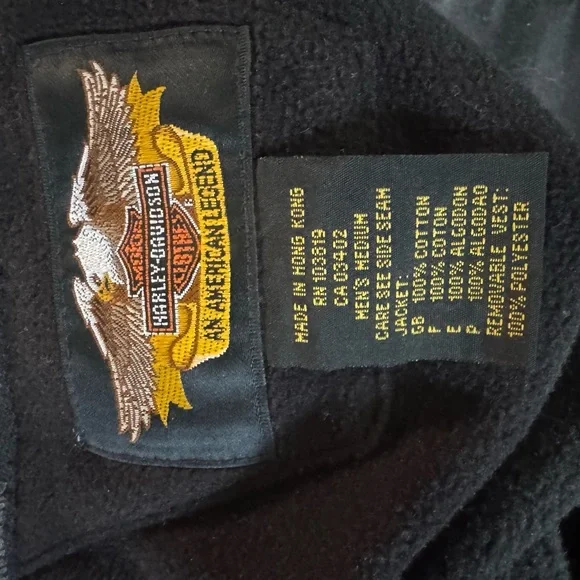 MOTOR
HARLEY-DAVIDSON
CYCLES
AN AMERICAN LEGEND
®
MADE IN HONG KONG
RN 103819
CA 03402
MEN'S MEDIUM
CARE SEE SIDE SEAM
JACKET:
GB 100% COTTON
F 100% COTON
E 100% ALGODON
P 100% ALGODAO
REMOVABLE VEST:
100% POLYESTER